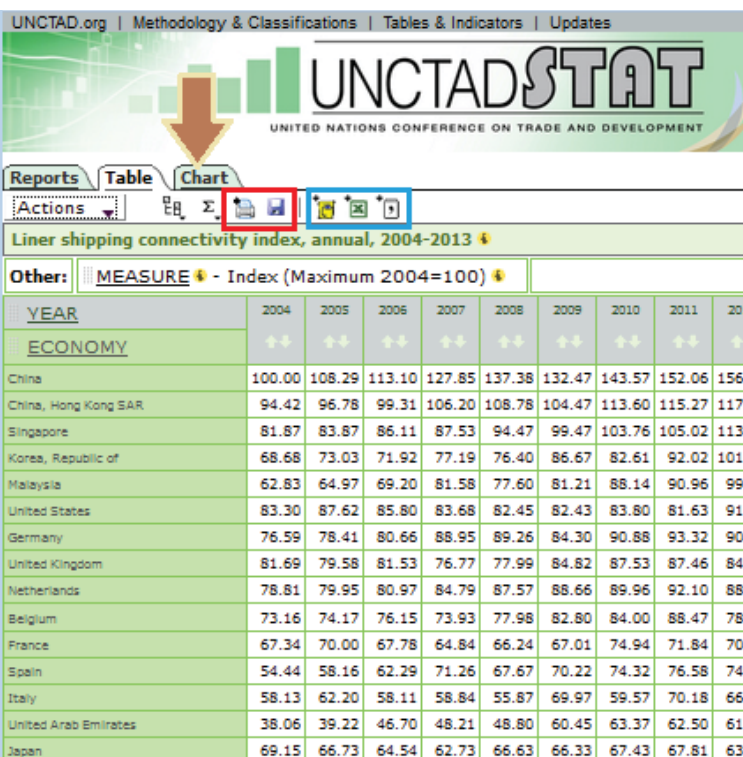 UNCTAD.org | Methodology & Classifications | Tables & Indicators | Updates
UNCTADSTAT
UNITED NATIONS CONFERENCE ON TRADE AND DEVELOPMENT
Reports Table Chart
Actions Σ
Liner shipping connectivity index, annual, 2004-2013
Other: MEASURE - Index (Maximum 2004=100)
YEAR 2004 2005 2006 2007 2008 2009 2010 2011 20
ECONOMY
China 100.00 108.29 113.10 127.85 137.38 132.47 143.57 152.06 156
China, Hong Kong SAR 94.42 96.78 99.31 106.20 108.78 104.47 113.60 115.27 117
Singapore 81.87 83.87 86.11 87.53 94.47 99.47 103.76 105.02 113
Korea, Republic of 68.68 73.03 71.92 77.19 76.40 86.67 82.61 92.02 101
Malaysia 62.83 64.97 69.20 81.58 77.60 81.21 88.14 90.96 99
United States 83.30 87.62 85.80 83.68 82.45 82.43 83.80 81.63 91
Germany 76.59 78.41 80.66 88.95 89.26 84.30 90.88 93.32 90
United Kingdom 81.69 79.58 81.53 76.77 77.99 84.82 87.53 87.46 84
Netherlands 78.81 79.95 80.97 84.79 87.57 88.66 89.96 92.10 88
Belgium 73.16 74.17 76.15 73.93 77.98 82.80 84.00 88.47 78
France 67.34 70.00 67.78 64.84 66.24 67.01 74.94 71.84 70
Spain 54.44 58.16 62.29 71.26 67.67 70.22 74.32 76.58 74
Italy 58.13 62.20 58.11 58.84 55.87 69.97 59.57 70.18 66
United Arab Emirates 38.06 39.22 46.70 48.21 48.80 60.45 63.37 62.50 61
Japan 69.15 66.73 64.54 62.73 66.63 66.33 67.43 67.81 63